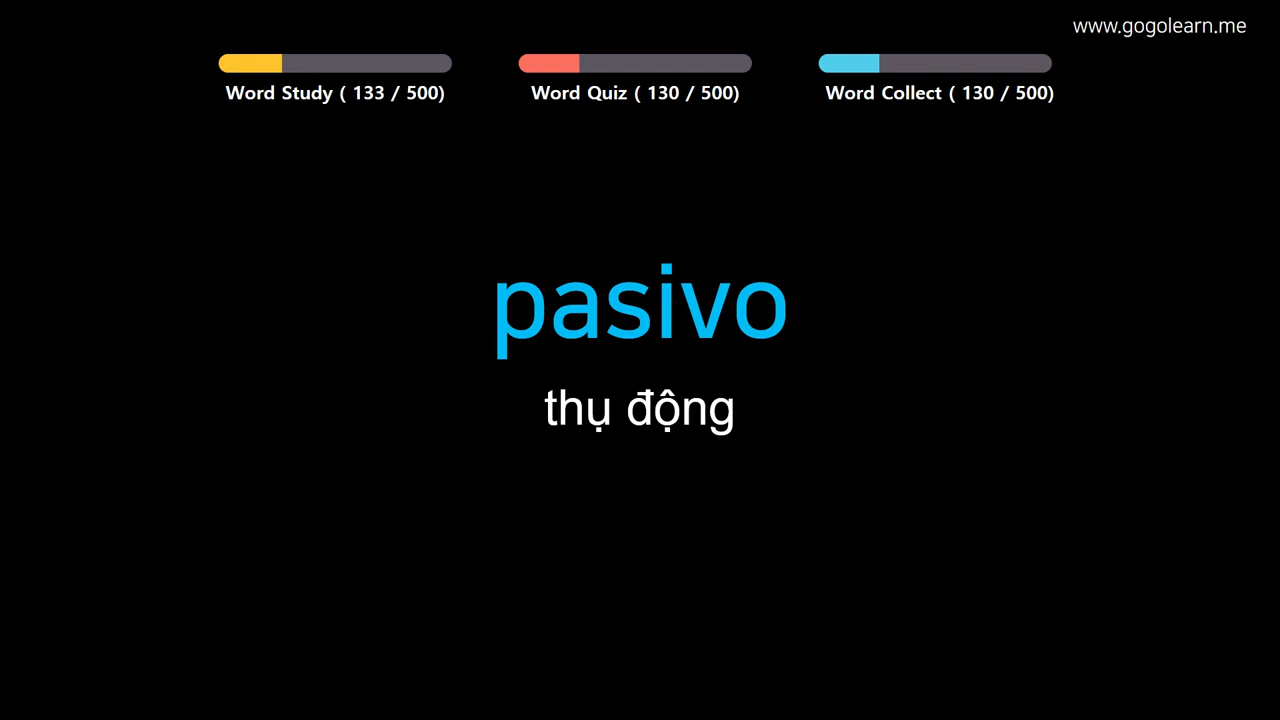 www.gogolearn.me
Word Study ( 133 / 500)
Word Quiz ( 130 / 500)
Word Collect ( 130 / 500)
pasivo
thụ động